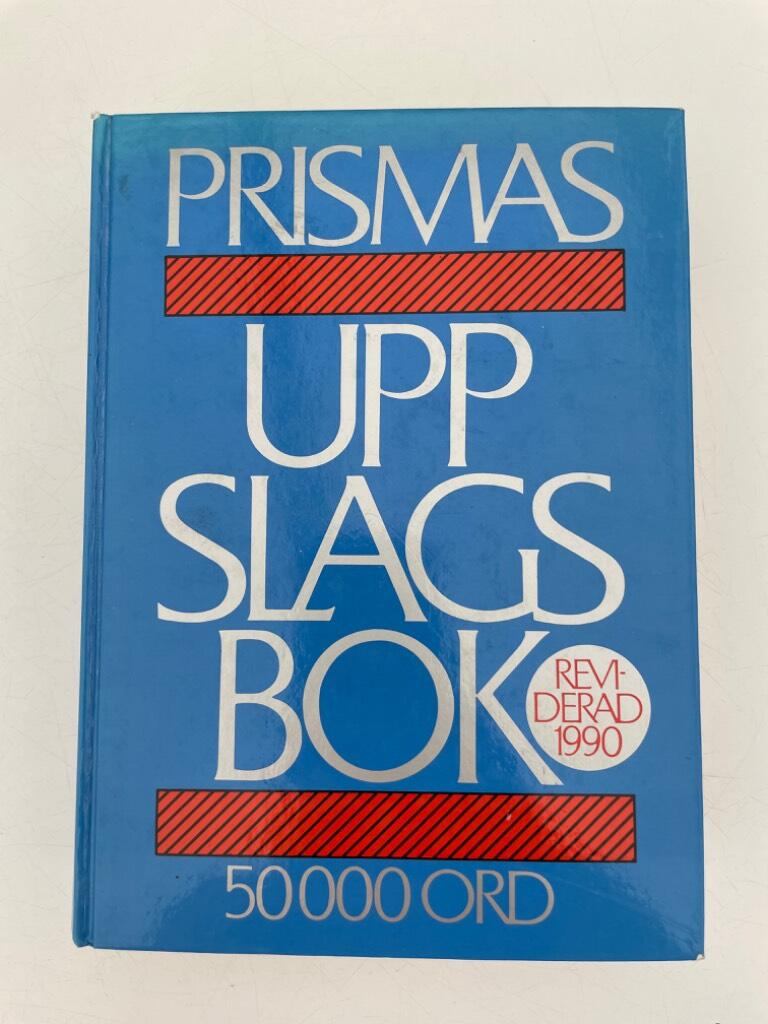 PRISMAS
UPP
SLAGS
BOK
REVI-
DERAD
1990
50 000 ORD